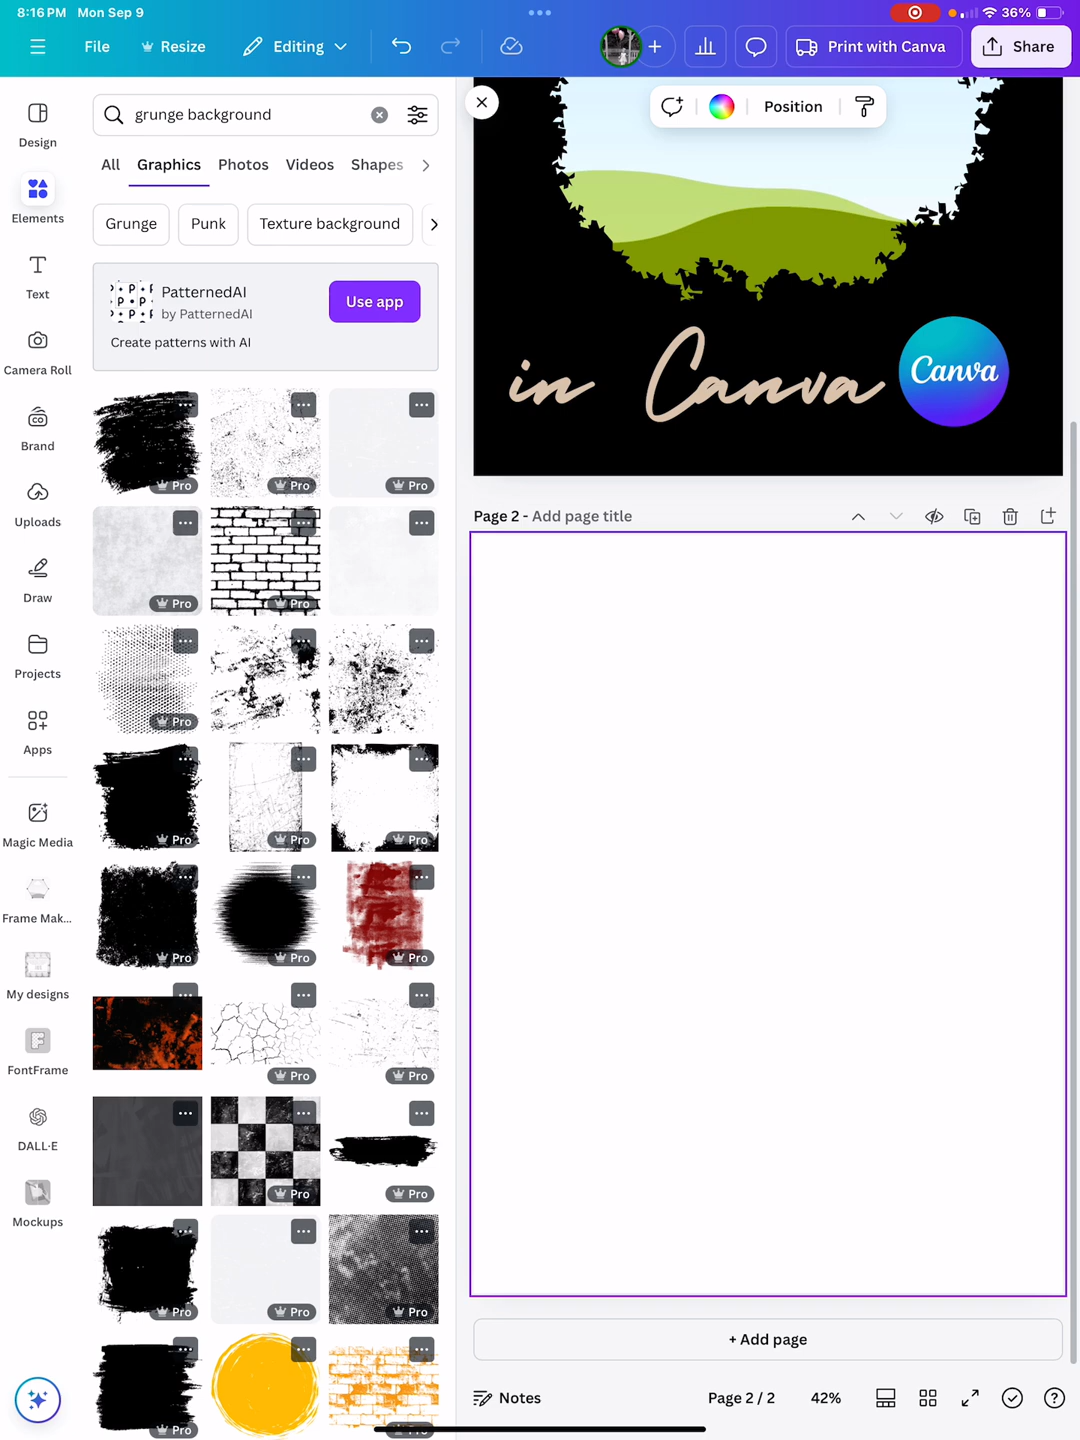 8:16 PM Mon Sep 9
36%
File
Resize
Editing
Print with Canva
Share
Design
Elements
Text
Camera Roll
Brand
Uploads
Draw
Projects
Apps
Magic Media
Frame Mak...
My designs
FontFrame
DALL·E
Mockups
grunge background
All Graphics Photos Videos Shapes
Grunge Punk Texture background
PatternedAI
by PatternedAI
Create patterns with AI
Use app
Pro Pro Pro
Pro Pro
Pro
Pro Pro Pro
Pro Pro Pro
Pro Pro
Pro Pro
Pro Pro Pro
Pro
Position
in Canva
Canva
Page 2 - Add page title
+ Add page
Notes
Page 2 / 2
42%